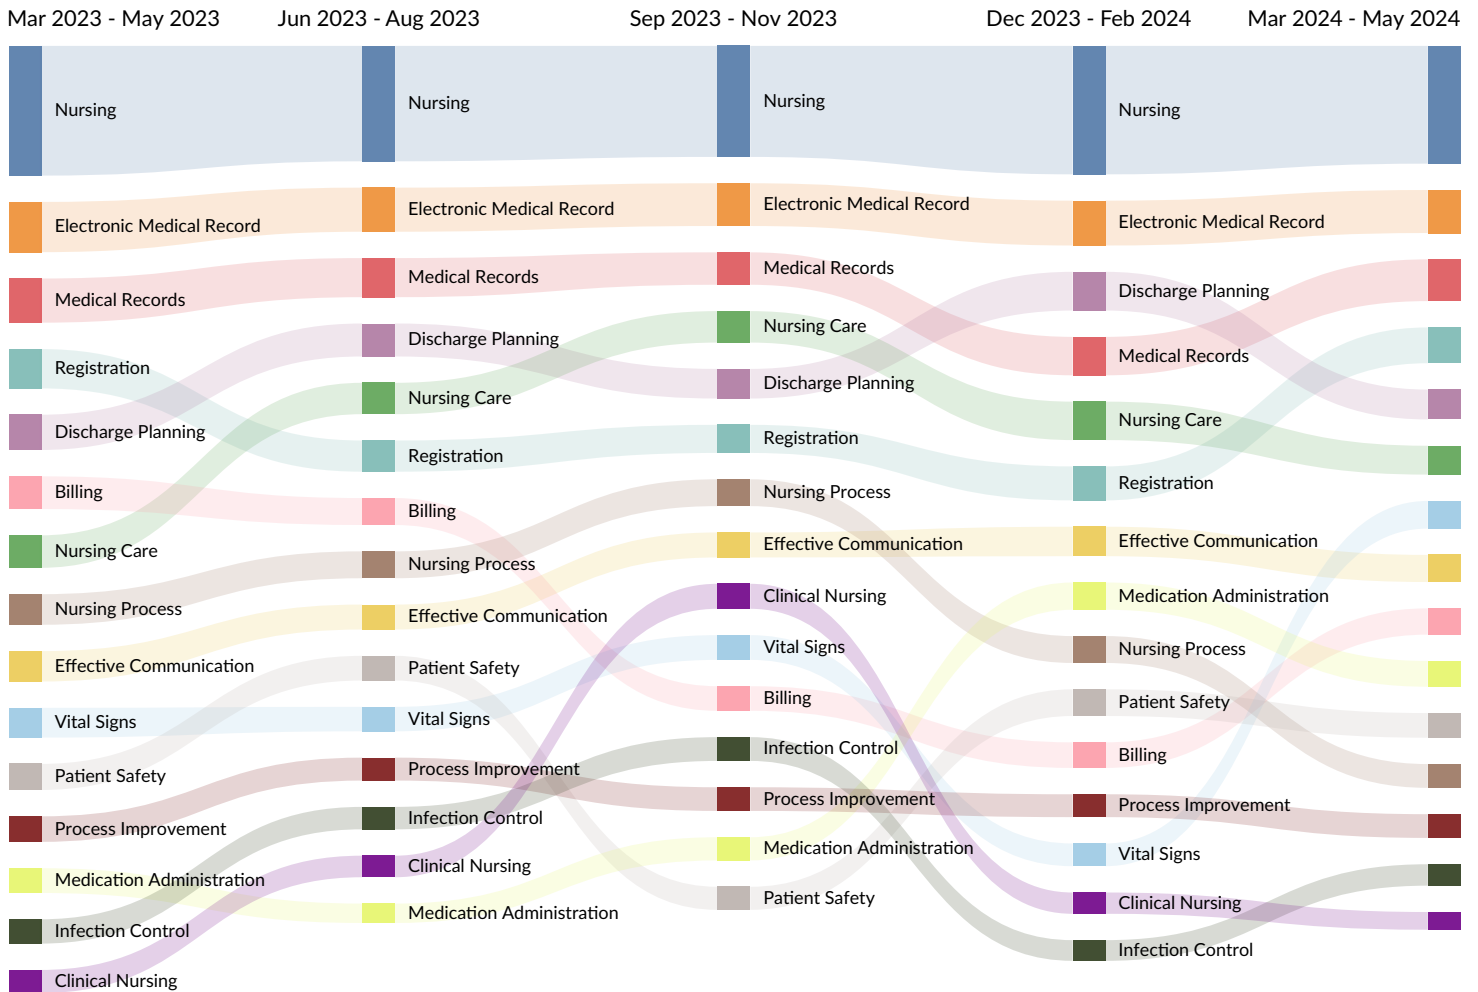 Mar 2023 - May 2023
Jun 2023 - Aug 2023
Sep 2023 - Nov 2023
Dec 2023 - Feb 2024
Mar 2024 - May 2024
Nursing
Electronic Medical Record
Medical Records
Registration
Discharge Planning
Billing
Nursing Care
Nursing Process
Effective Communication
Vital Signs
Patient Safety
Process Improvement
Medication Administration
Infection Control
Clinical Nursing
Nursing
Electronic Medical Record
Medical Records
Discharge Planning
Nursing Care
Registration
Billing
Nursing Process
Effective Communication
Patient Safety
Vital Signs
Process Improvement
Infection Control
Clinical Nursing
Medication Administration
Nursing
Electronic Medical Record
Medical Records
Nursing Care
Discharge Planning
Registration
Nursing Process
Effective Communication
Clinical Nursing
Vital Signs
Billing
Infection Control
Process Improvement
Medication Administration
Patient Safety
Nursing
Electronic Medical Record
Discharge Planning
Medical Records
Nursing Care
Registration
Effective Communication
Medication Administration
Nursing Process
Patient Safety
Billing
Process Improvement
Vital Signs
Clinical Nursing
Infection Control